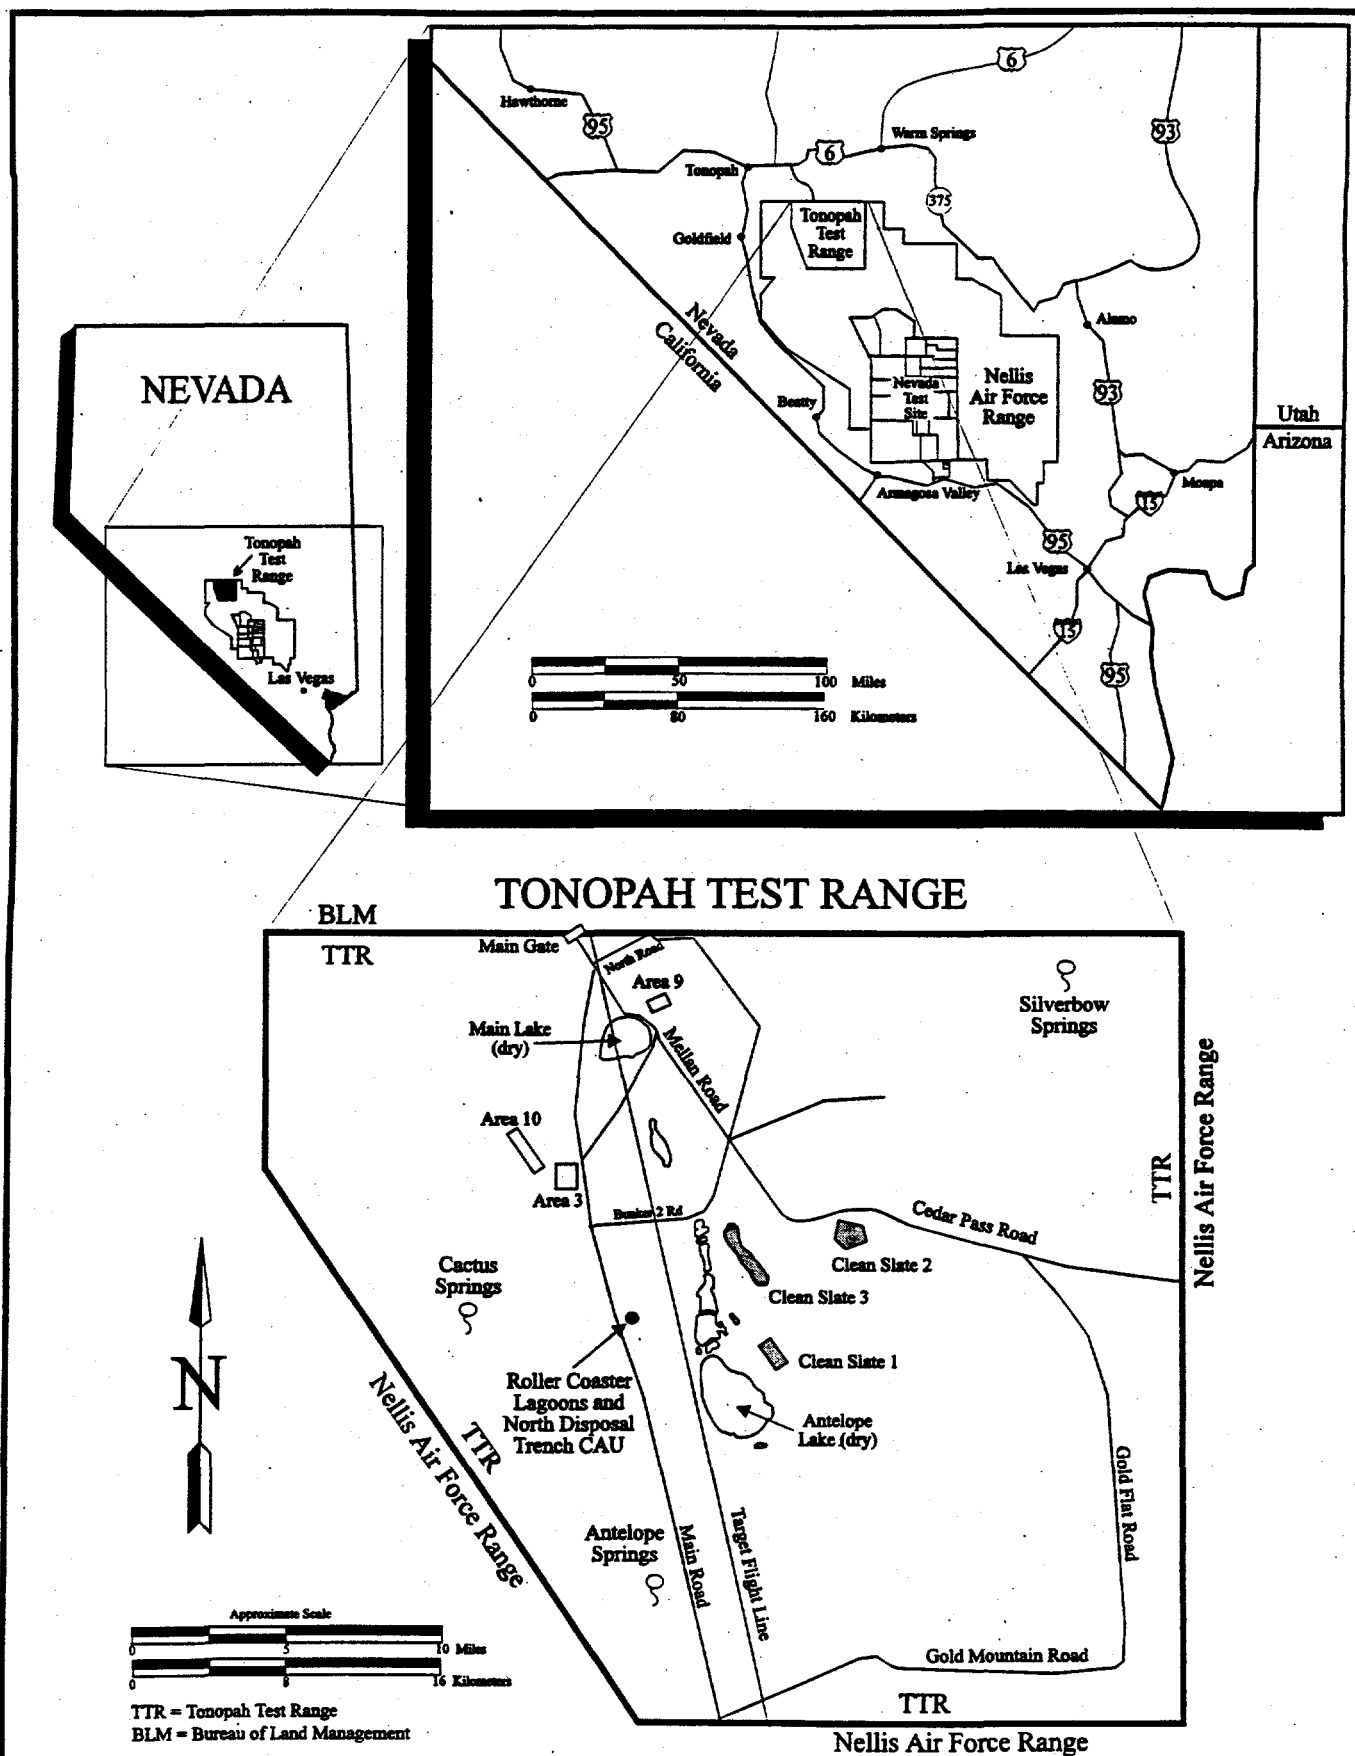 6
Hawthorne
95
93
Warm Springs
6
Tonopah
375
Tonopah
Test
Range
Goldfield
Nevada
California
Alamo
NEVADA
Nellis
Air Force
Range
Nevada
Test
Site
93
Beatty
Utah
Arizona
Moapa
Amargosa Valley
15
95
Las Vegas
Tonopah
Test
Range
15
95
Las Vegas
0 50 100 Miles
0 80 160 Kilometers
TONOPAH TEST RANGE
BLM
TTR
Main Gate
North Road
Area 9
Silverbow
Springs
Main Lake
(dry)
Mellan Road
Nellis Air Force Range
TTR
Area 10
Area 3
Bunker 2 Rd
Cedar Pass Road
Clean Slate 2
Cactus
Springs
Clean Slate 3
N
Clean Slate 1
Roller Coaster
Lagoons and
North Disposal
Trench CAU
Antelope
Lake (dry)
TTR
Nellis Air Force Range
Gold Flat Road
Antelope
Springs
Main Road
Target Flight Line
Approximate Scale
0 5 10 Miles
0 8 16 Kilometers
Gold Mountain Road
TTR = Tonopah Test Range
BLM = Bureau of Land Management
TTR
Nellis Air Force Range